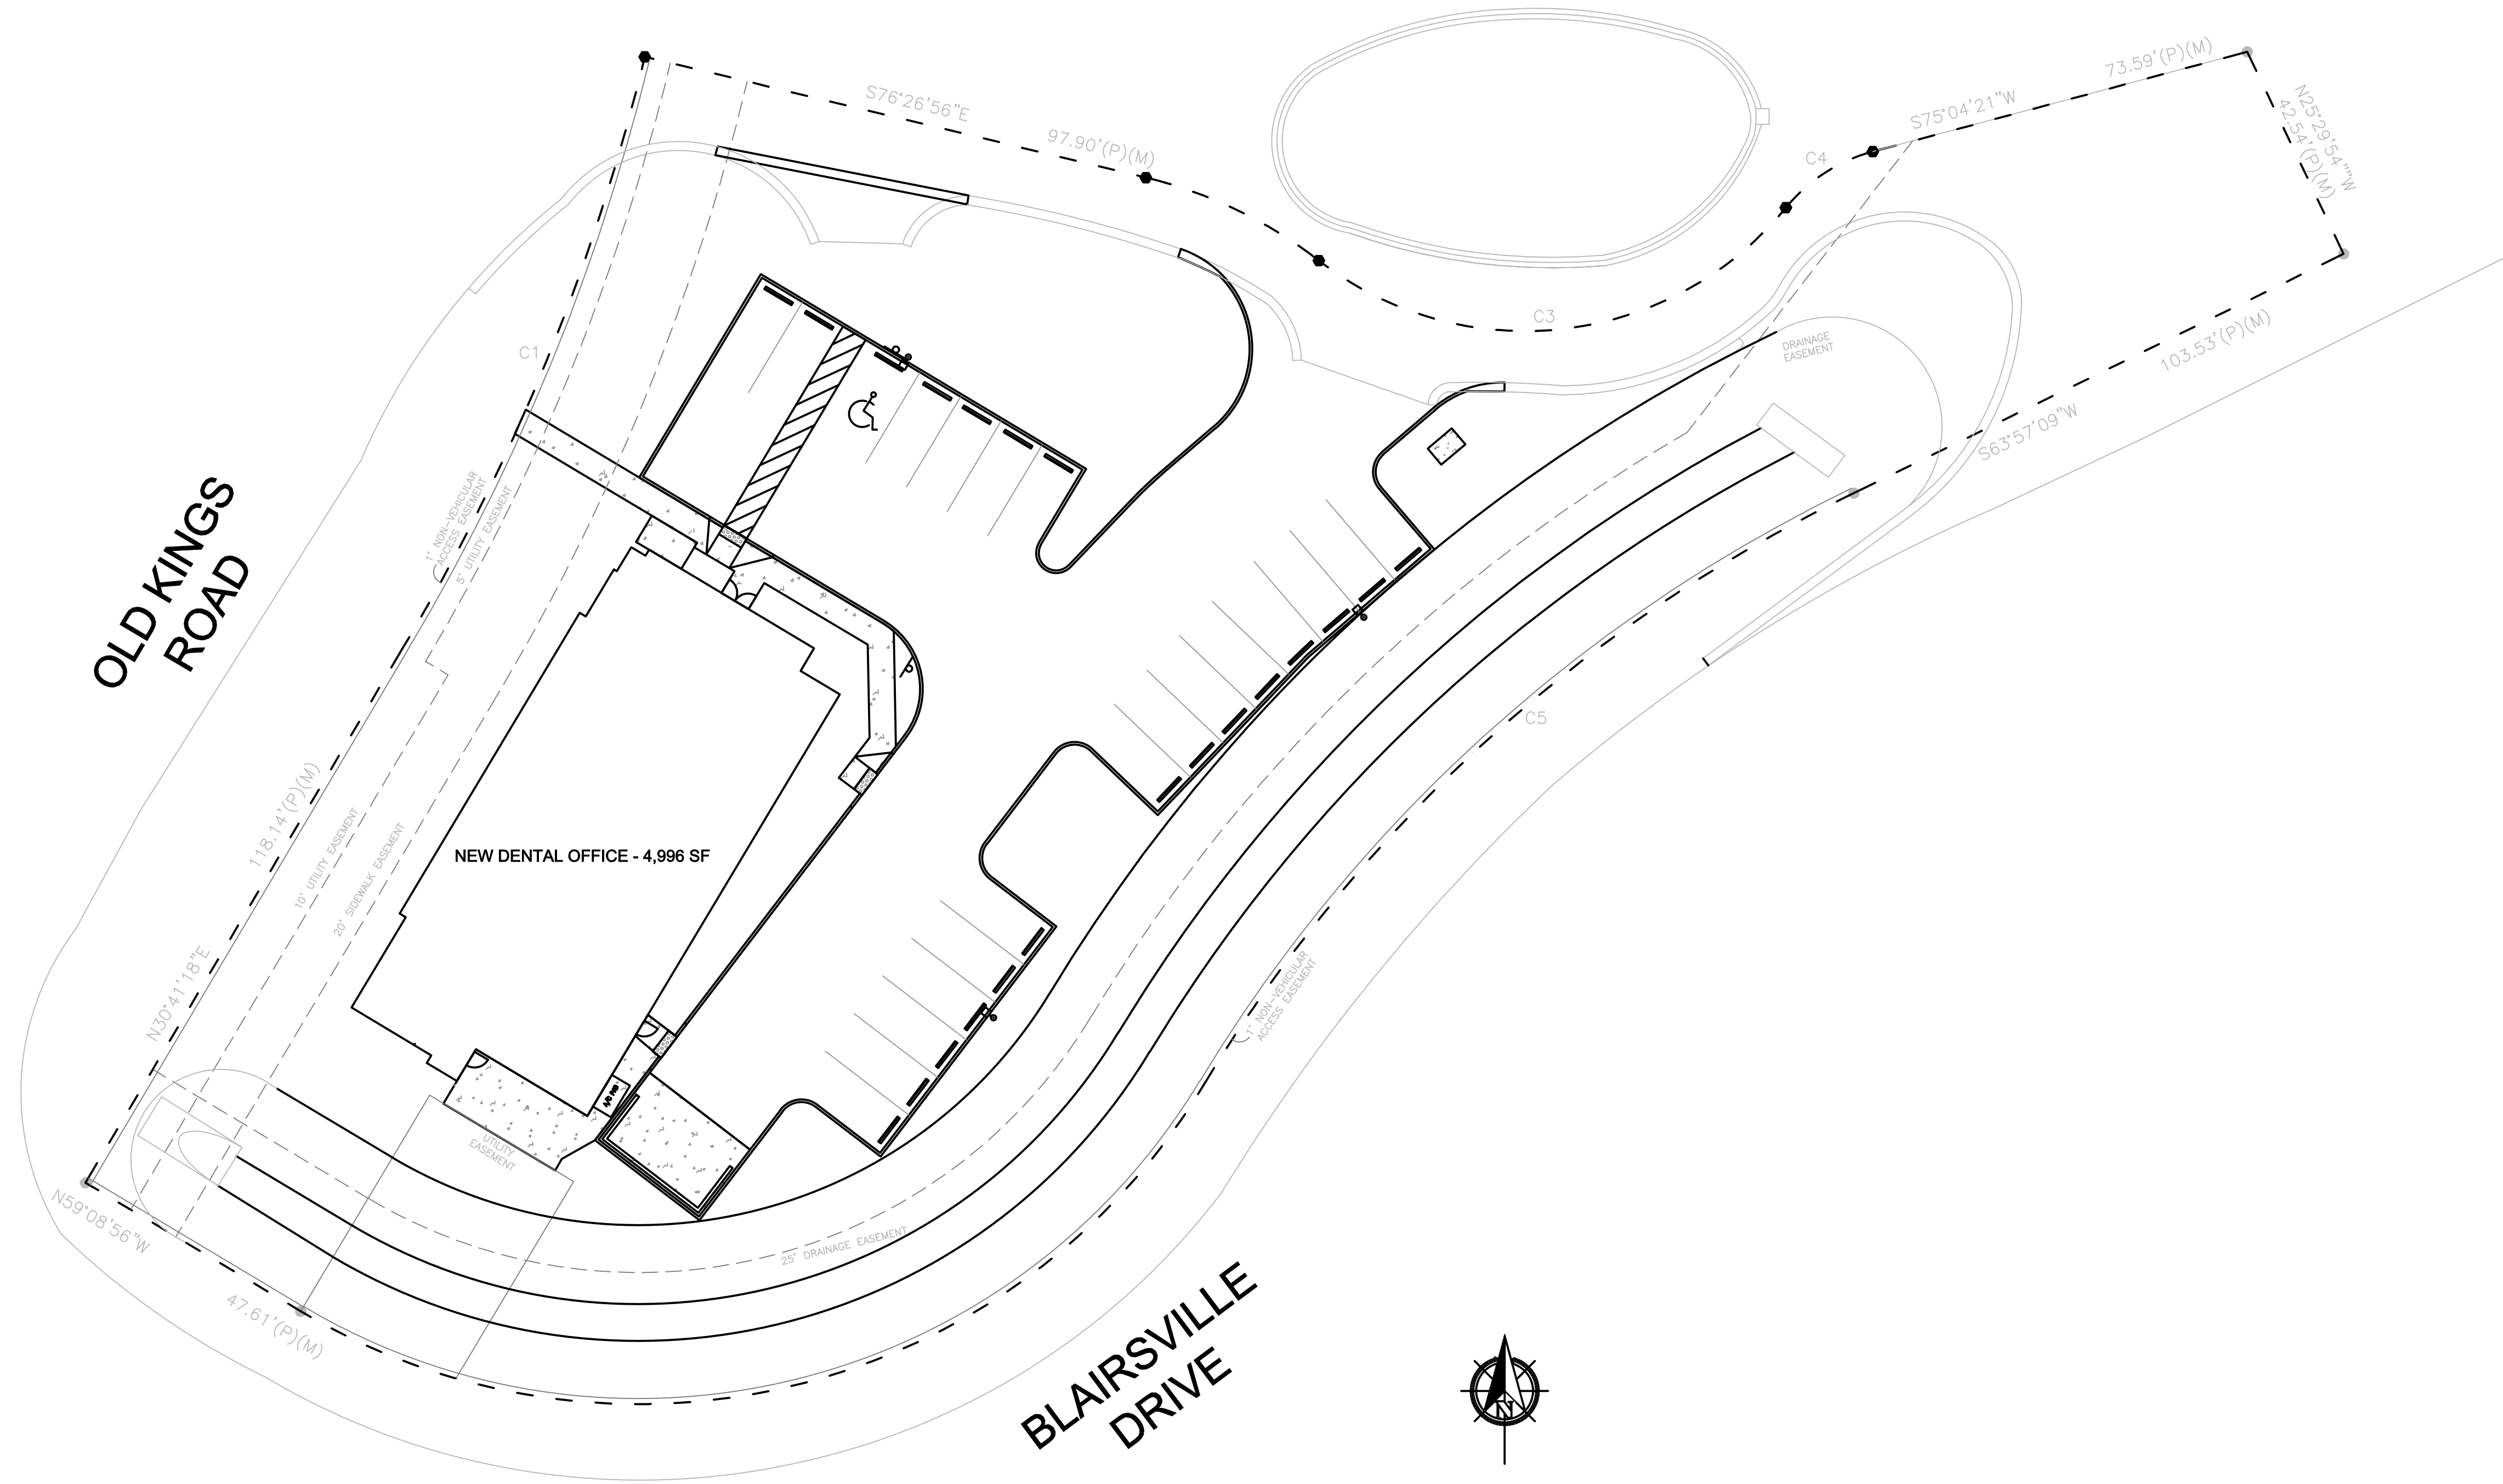 S76°26'56"E
97.90'(P)(M)
C4
S75°04'21"W
73.59'(P)(M)
N25°29'54"W
42.54'(P)(M)
C3
DRAINAGE
EASEMENT
103.53'(P)(M)
S63°57'09"W
C1
1' NON-VEHICULAR
ACCESS EASEMENT
5' UTILITY EASEMENT
OLD KINGS
ROAD
C5
118.14'(P)(M)
10' UTILITY EASEMENT
20' SIDEWALK EASEMENT
NEW DENTAL OFFICE - 4,996 SF
N30°41'18"E
1' NON-VEHICULAR
ACCESS EASEMENT
A/C PAD
UTILITY
EASEMENT
N59°08'56"W
47.61'(P)(M)
25' DRAINAGE EASEMENT
BLAIRSVILLE
DRIVE
N